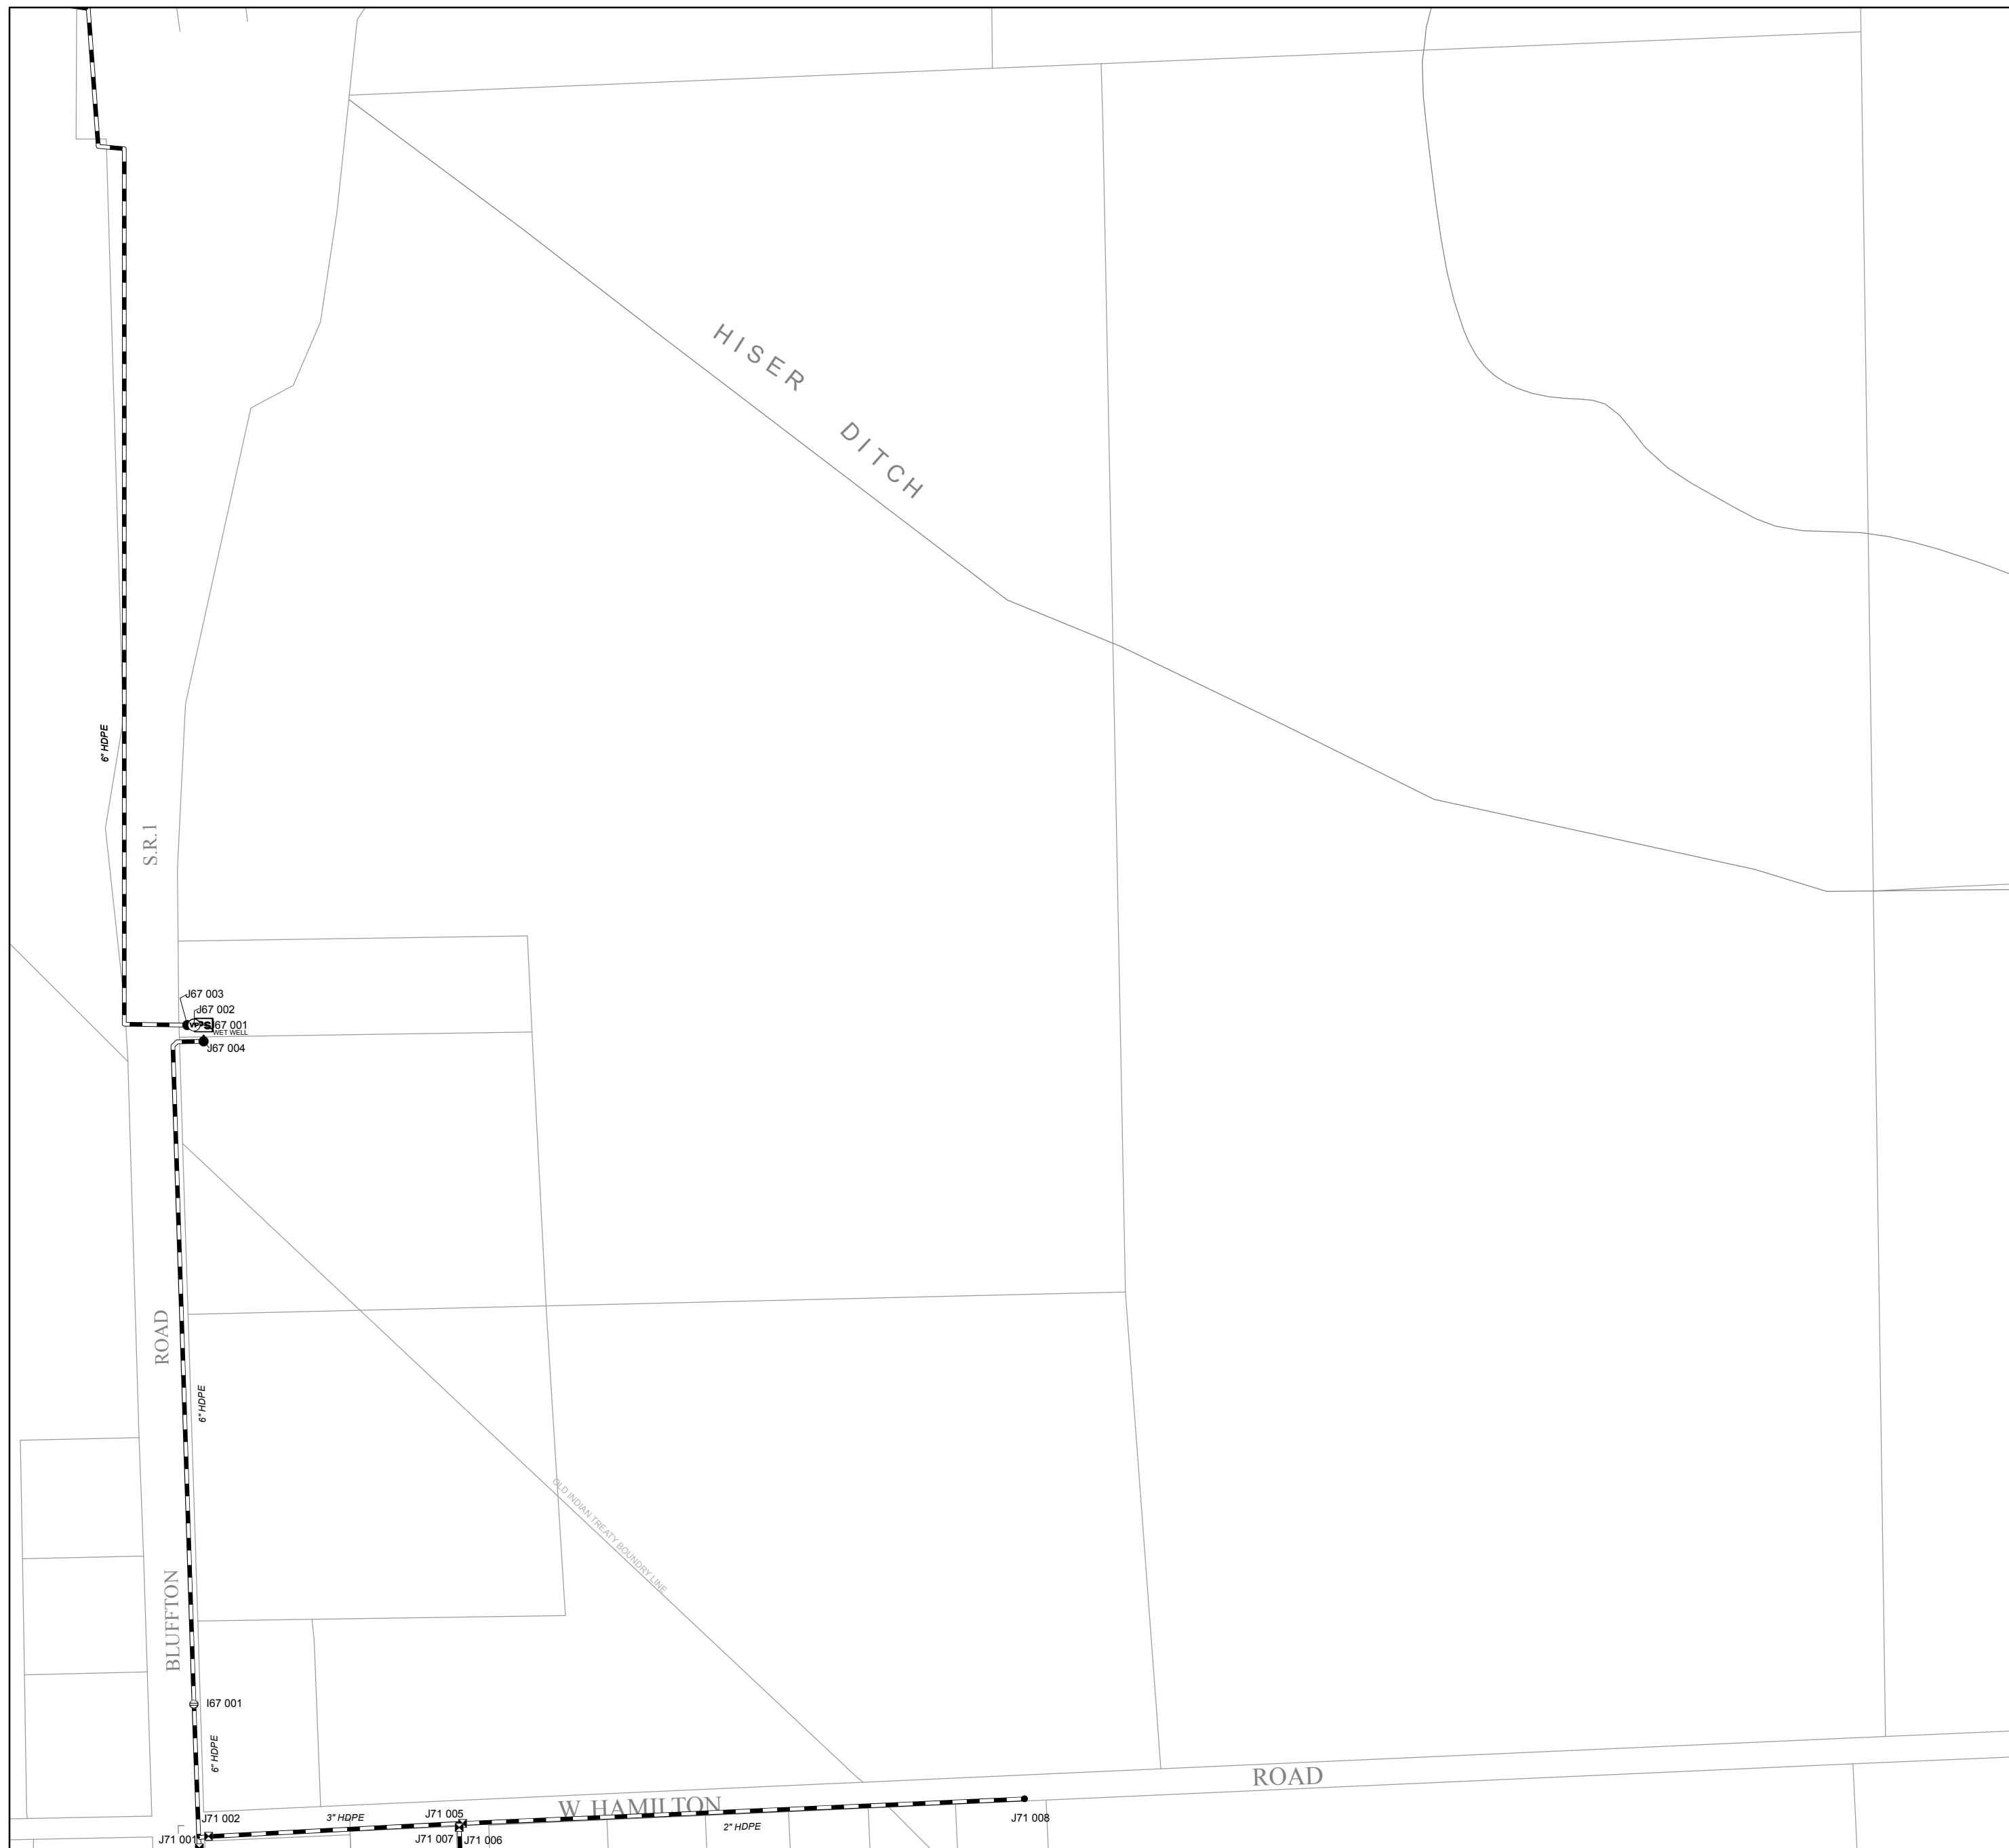 HISER
DITCH
6" HDPE
S.R.1
J67 003
J67 002
J67 001
WET WELL
J67 004
ROAD
6" HDPE
OLD INDIAN TREATY BOUNDRY LINE
BLUFFTON
I67 001
6" HDPE
ROAD
W HAMILTON
J71 002
3" HDPE
J71 005
J71 008
2" HDPE
J71 001
J71 007
J71 006